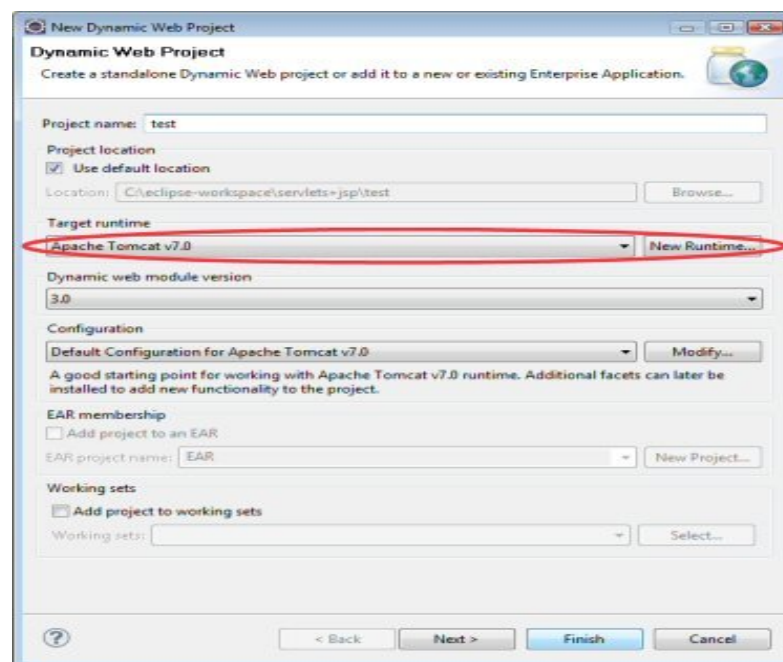 New Dynamic Web Project
Dynamic Web Project
Create a standalone Dynamic Web project or add it to a new or existing Enterprise Application.
Project name: test
Project location
Use default location
Location: C:\eclipse-workspace\servlets+jsp\test Browse...
Target runtime
Apache Tomcat v7.0 New Runtime...
Dynamic web module version
3.0
Configuration
Default Configuration for Apache Tomcat v7.0 Modify...
A good starting point for working with Apache Tomcat v7.0 runtime. Additional facets can later be
installed to add new functionality to the project.
EAR membership
Add project to an EAR
EAR project name: EAR New Project...
Working sets
Add project to working sets
Working sets: Select...
? < Back Next > Finish Cancel